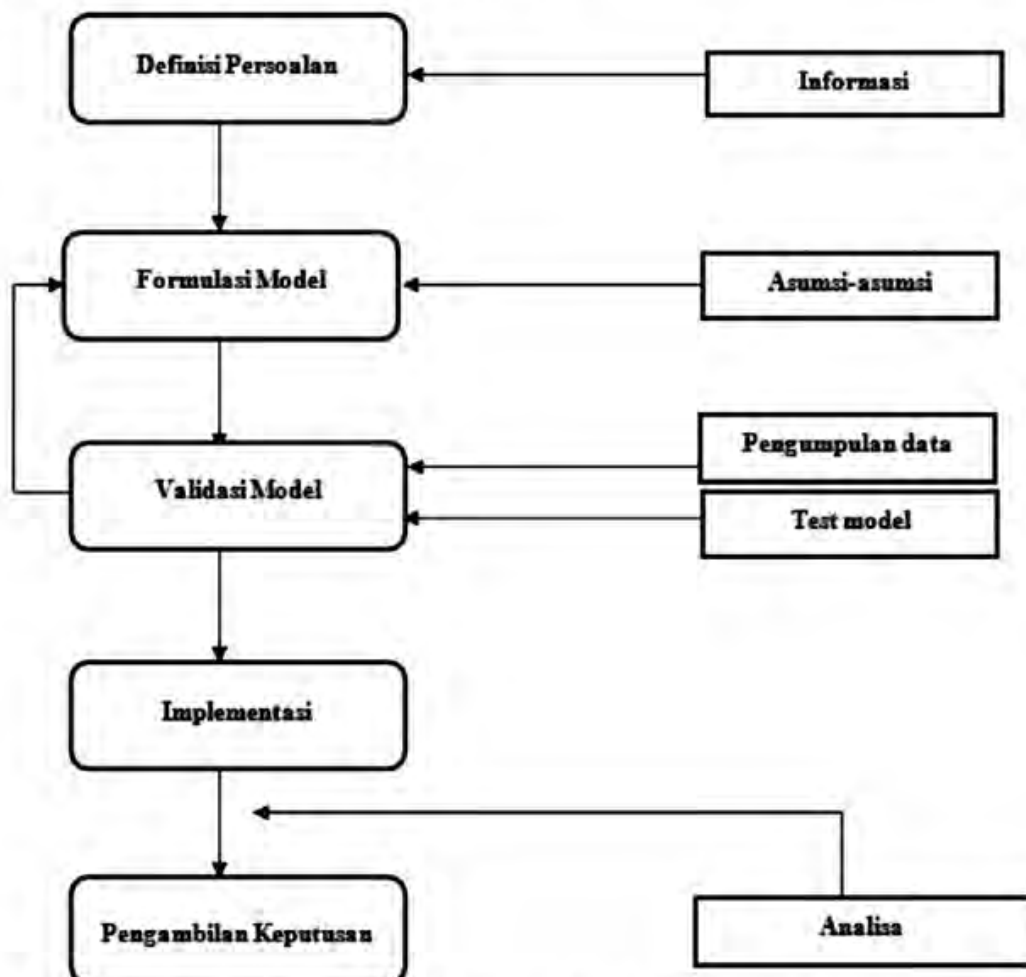 Definisi Persoalan
Informasi
Formulasi Model
Asumsi-asumsi
Pengumpulan data
Validasi Model
Test model
Implementasi
Pengambilan Keputusan
Analisa